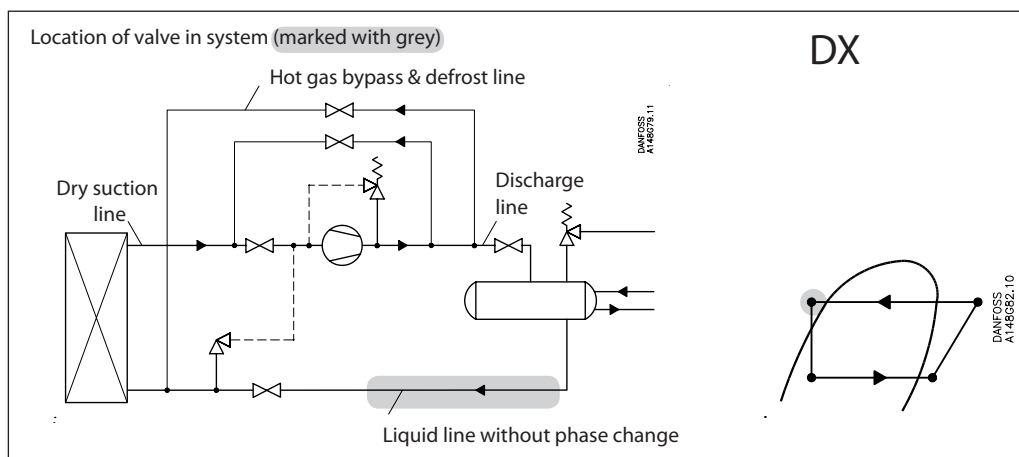 Location of valve in system (marked with grey)
DX
Hot gas bypass & defrost line
DANFOSS
A148G79.11
Dry suction
line
Discharge
line
DANFOSS
A148G82.10
Liquid line without phase change